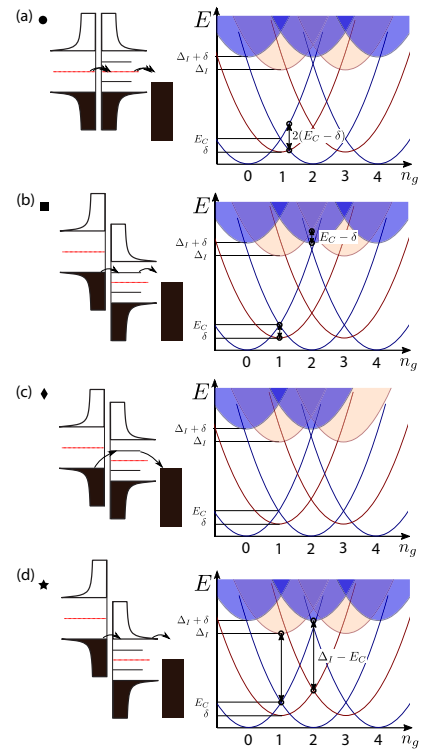 (a)
E
Δ_I + δ
Δ_I
2(E_C − δ)
E_C
δ
0 1 2 3 4 n_g
(b)
E
E_C − δ
Δ_I + δ
Δ_I
E_C
δ
0 1 2 3 4 n_g
(c)
E
Δ_I + δ
Δ_I
E_C
δ
0 1 2 3 4 n_g
(d)
E
Δ_I + δ
Δ_I
Δ_I − E_C
E_C
δ
0 1 2 3 4 n_g